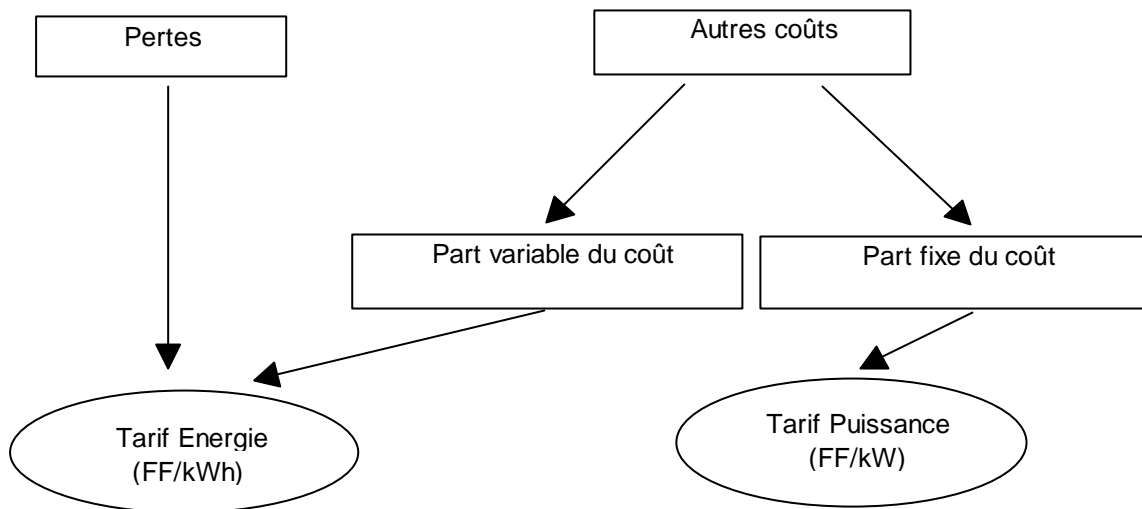 Pertes
Autres coûts
Part variable du coût
Part fixe du coût
Tarif Energie
(FF/kWh)
Tarif Puissance
(FF/kW)